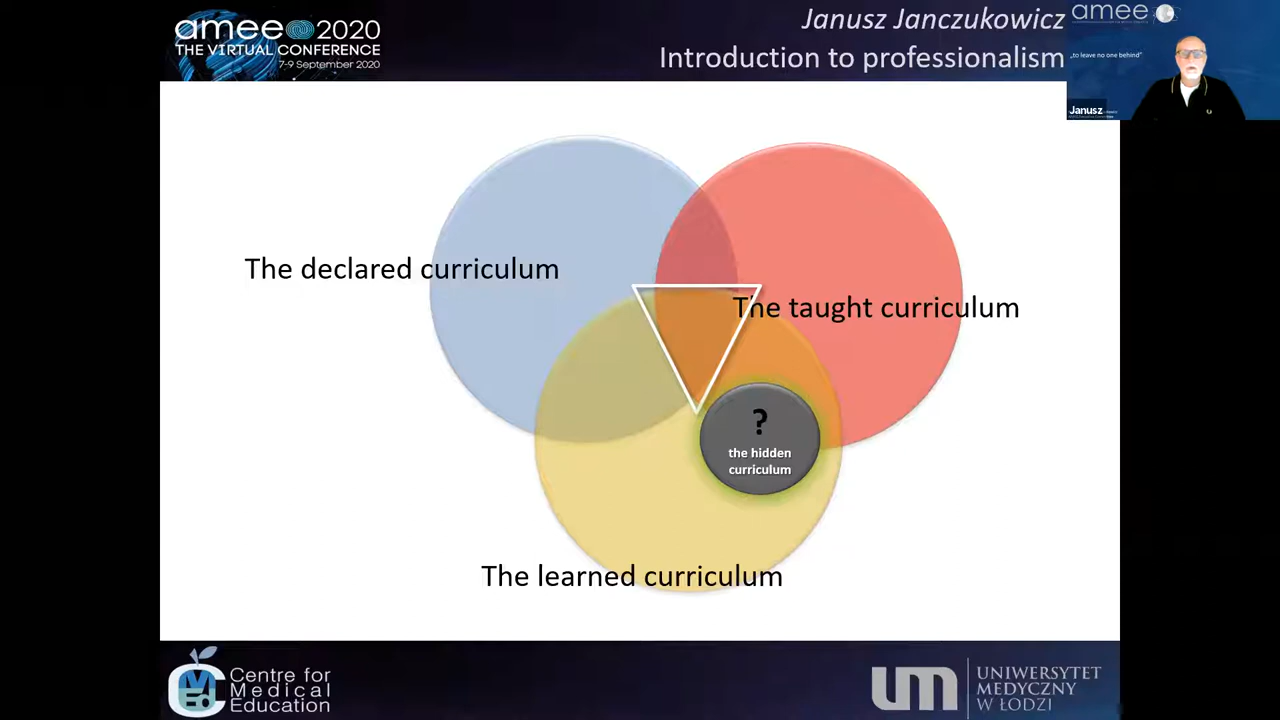 amee 2020
THE VIRTUAL CONFERENCE
7-9 September 2020
Janusz Janczukowicz
Introduction to professionalism
amee
„to leave no one behind"
Janusz
The declared curriculum
The taught curriculum
?
the hidden
curriculum
The learned curriculum
Centre for
Medical
Education
um
UNIWERSYTET
MEDYCZNY
W ŁODZI